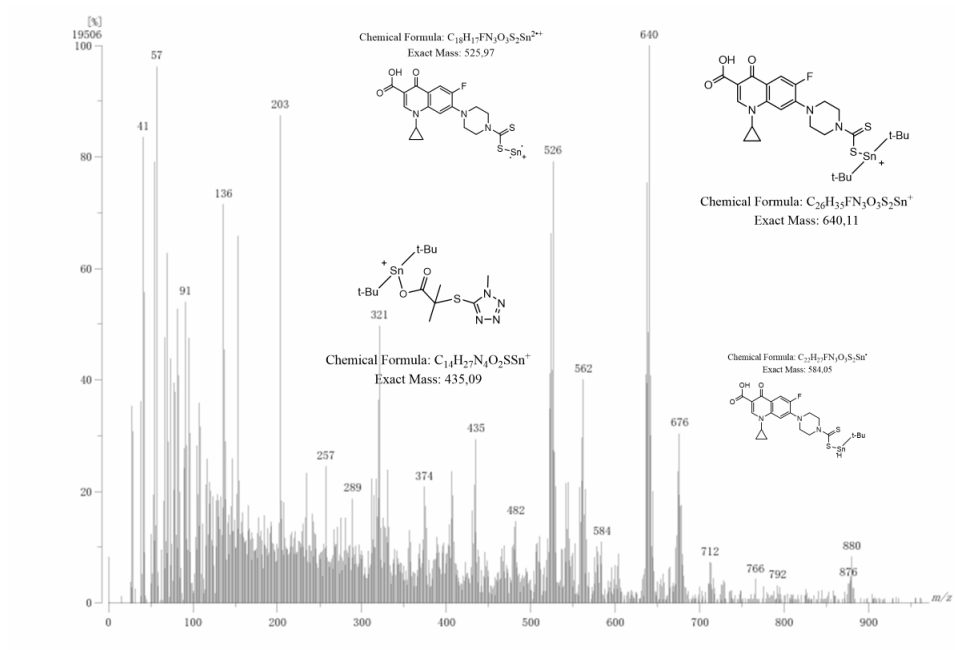 [%]
19506
100
80
60
40
20
0
0 100 200 300 400 500 600 700 800 900
m/z
41
57
91
136
203
257
289
321
374
435
482
526
562
584
640
676
712
766
792
876
880
Chemical Formula: C18H17FN3O3S2Sn2•+
Exact Mass: 525,97
OH O
O
F
N N
N S
S Sn
+
Chemical Formula: C26H35FN3O3S2Sn+
Exact Mass: 640,11
OH O
O
F
N N
N S
S t-Bu
Sn
+
t-Bu
+ t-Bu
Sn O
t-Bu O S N N
N N
Chemical Formula: C14H27N4O2SSn+
Exact Mass: 435,09
Chemical Formula: C22H27FN3O3S2Sn•
Exact Mass: 584,05
OH O
O
F
N N
N S
S t-Bu
Sn
H